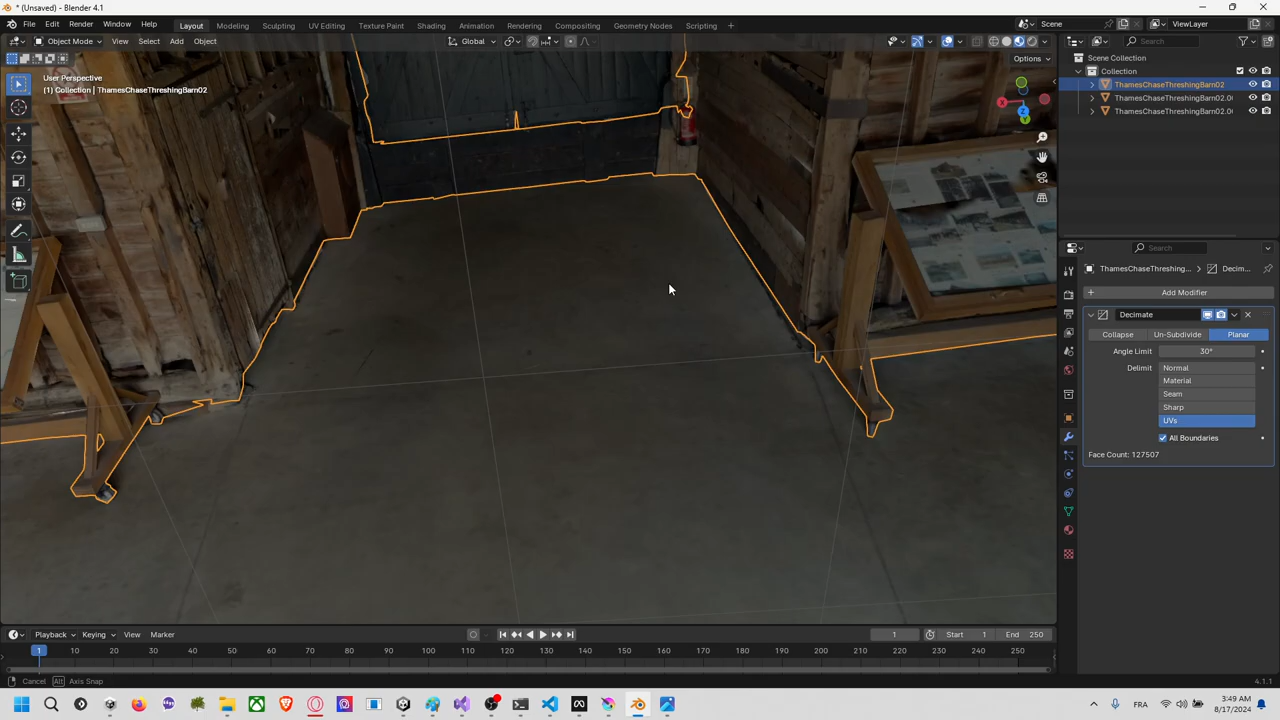 * (Unsaved) - Blender 4.1
File Edit Render Window Help Layout Modeling Sculpting UV Editing Texture Paint Shading Animation Rendering Compositing Geometry Nodes Scripting + Scene ViewLayer
Object Mode View Select Add Object Global Search
Options
User Perspective
(1) Collection | ThamesChaseThreshingBarn02
Scene Collection
Collection
ThamesChaseThreshingBarn02
ThamesChaseThreshingBarn02.0
ThamesChaseThreshingBarn02.0
X
Y
Z
Search
ThamesChaseThreshing... > Decim...
+ Add Modifier
Decimate
Collapse Un-Subdivide Planar
Angle Limit 30°
Delimit Normal
Material
Seam
Sharp
UVs
All Boundaries
Face Count: 127507
Playback Keying View Marker 1 Start 1 End 250
1 10 20 30 40 50 60 70 80 90 100 110 120 130 140 150 160 170 180 190 200 210 220 230 240 250
Cancel Alt Axis Snap 4.1.1
FRA 3:49 AM
8/17/2024